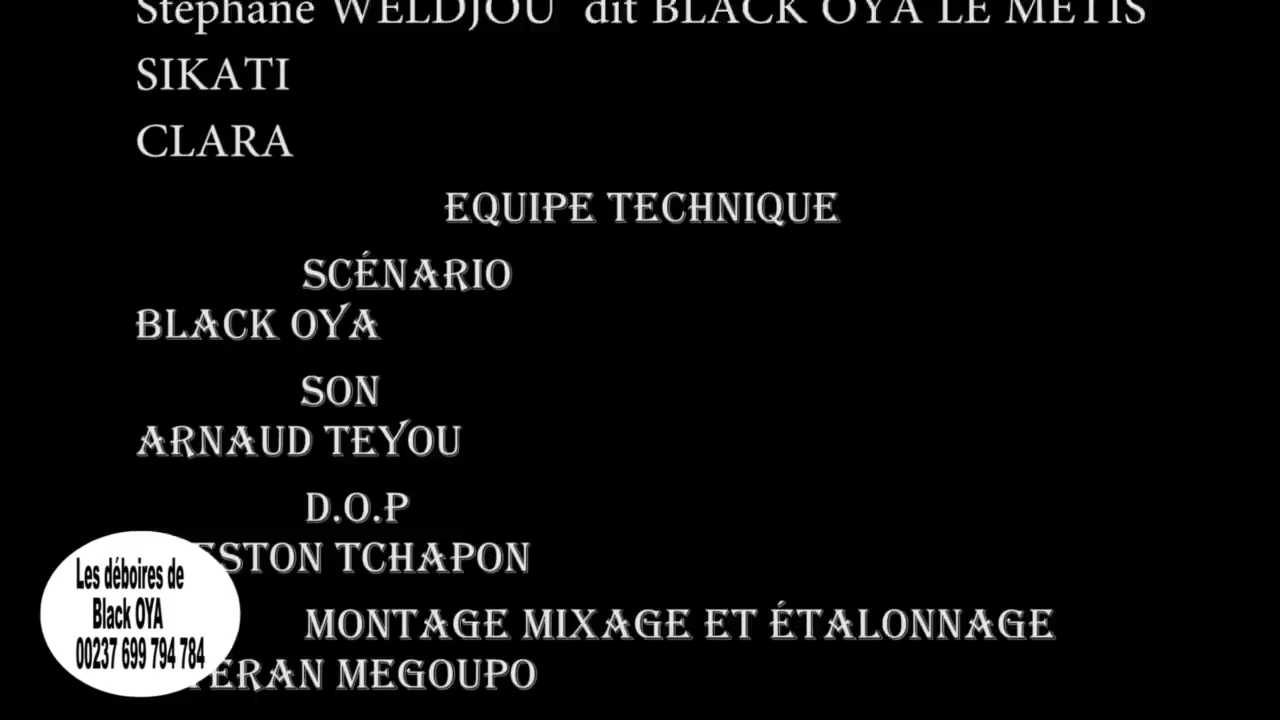 Stéphane WELDJOU dit BLACK OYA LE METIS
SIKATI
CLARA
EQUIPE TECHNIQUE
SCÉNARIO
BLACK OYA
SON
ARNAUD TEYOU
D.O.P
TCHAPON
MONTAGE MIXAGE ET ÉTALONNAGE
MEGOUPO
Les déboires de
Black OYA
00237 699 794 784